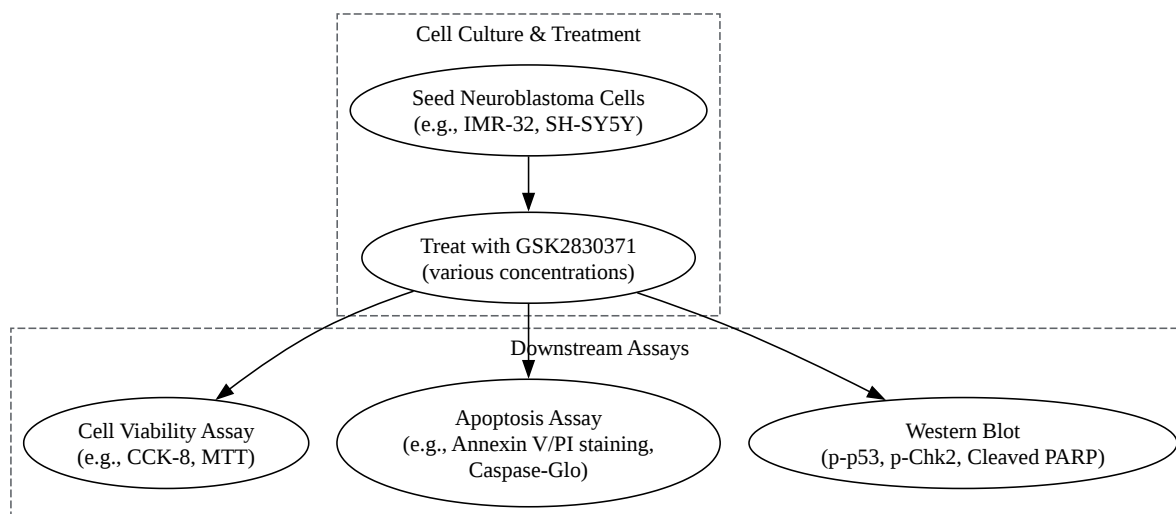 Cell Culture & Treatment
Seed Neuroblastoma Cells
(e.g., IMR-32, SH-SY5Y)
Treat with GSK2830371
(various concentrations)
Downstream Assays
Cell Viability Assay
(e.g., CCK-8, MTT)
Apoptosis Assay
(e.g., Annexin V/PI staining,
Caspase-Glo)
Western Blot
(p-p53, p-Chk2, Cleaved PARP)